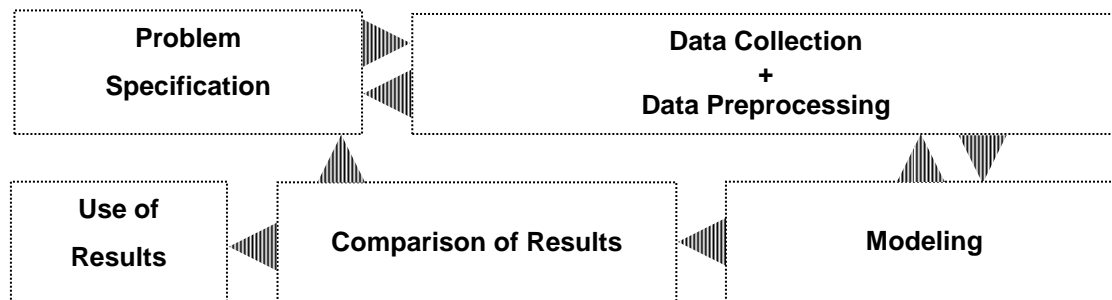 Problem
Specification
Data Collection
+
Data Preprocessing
Use of
Results
Comparison of Results
Modeling